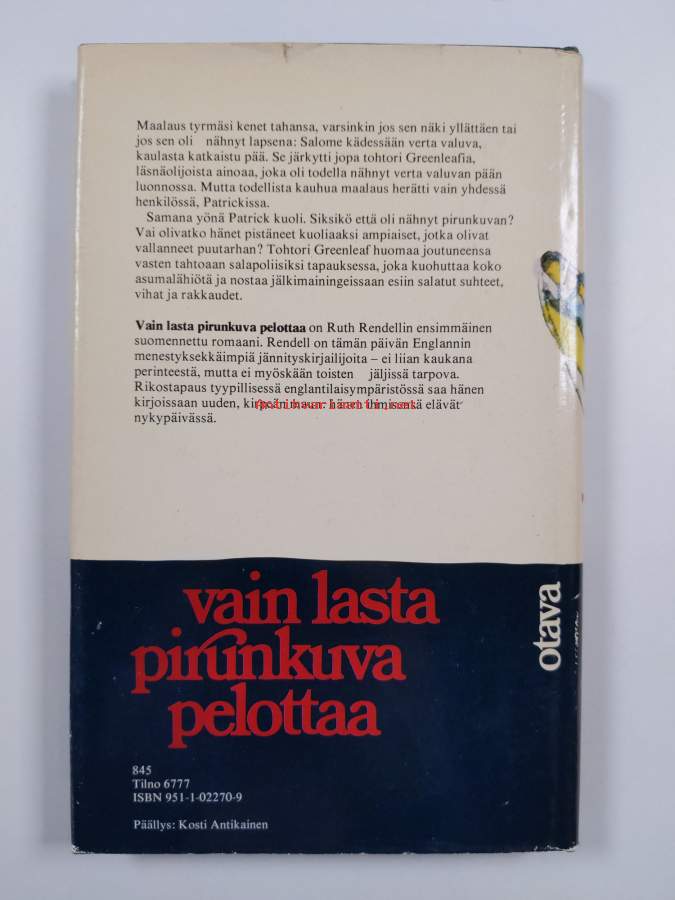 Maalaus tyrmäsi kenet tahansa, varsinkin jos sen näki yllättäen tai
jos sen oli nähnyt lapsena: Salome kädessään verta valuva,
kaulasta katkaistu pää. Se järkytti jopa tohtori Greenleafia,
läsnäolijoista ainoaa, joka oli todella nähnyt verta valuvan pään
luonnossa. Mutta todellista kauhua maalaus herätti vain yhdessä
henkilössä, Patrickissa.
Samana yönä Patrick kuoli. Siksikö että oli nähnyt pirunkuvan?
Vai olivatko hänet pistäneet kuoliaaksi ampiaiset, jotka olivat
vallanneet puutarhan? Tohtori Greenleaf huomaa joutuneensa
vasten tahtoaan salapoliisiksi tapauksessa, joka kuohuttaa koko
asumalähiötä ja nostaa jälkimainingeissaan esiin salatut suhteet,
vihat ja rakkaudet.
Vain lasta pirunkuva pelottaa on Ruth Rendellin ensimmäinen
suomennettu romaani. Rendell on tämän päivän Englannin
menestyksekkäimpiä jännityskirjailijoita – ei liian kaukana
perinteestä, mutta ei myöskään toisten jäljissä tarpova.
Rikostapaus tyypillisessä englantilaisympäristössä saa hänen
kirjoissaan uuden, kirpeän maun: hänen ihmisensä elävät
nykypäivässä.
vain lasta
pirunkuva
pelottaa
otava
845
Tilno 6777
ISBN 951-1-02270-9
Päällys: Kosti Antikainen